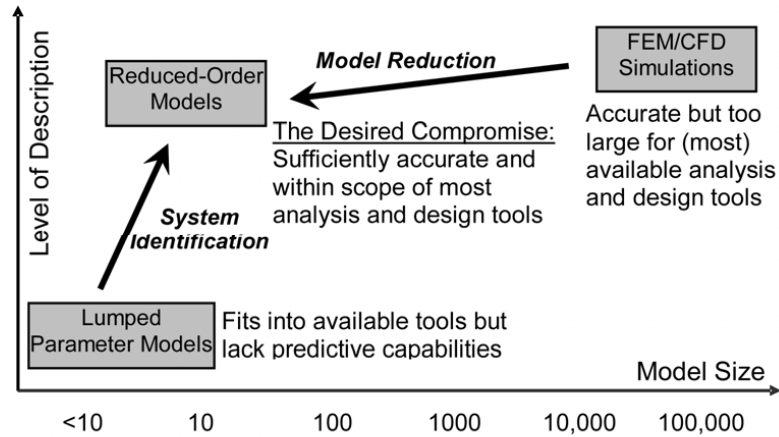 Level of Description
Reduced-Order
Models
Model Reduction
FEM/CFD
Simulations
The Desired Compromise:
Sufficiently accurate and
within scope of most
analysis and design tools
Accurate but too
large for (most)
available analysis
and design tools
System
Identification
Lumped
Parameter Models
Fits into available tools but
lack predictive capabilities
Model Size
<10 10 100 1000 10,000 100,000